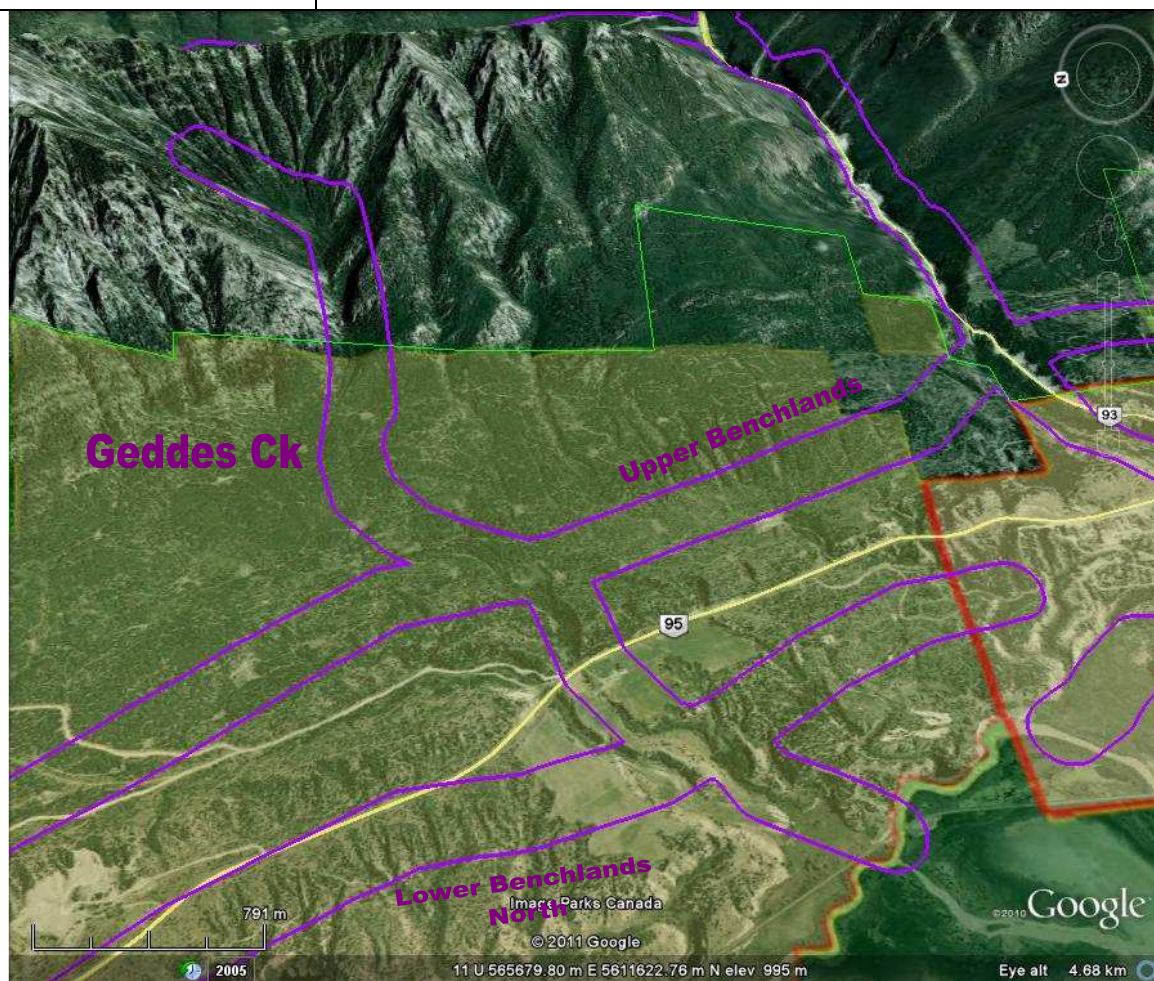 N
93
Upper Benchlands
Geddes Ck
95
Lower Benchlands
North
Image Parks Canada
791 m
©2010 Google
© 2011 Google
2005
11 U 565679.80 m E 5611622.76 m N elev 995 m
Eye alt 4.68 km